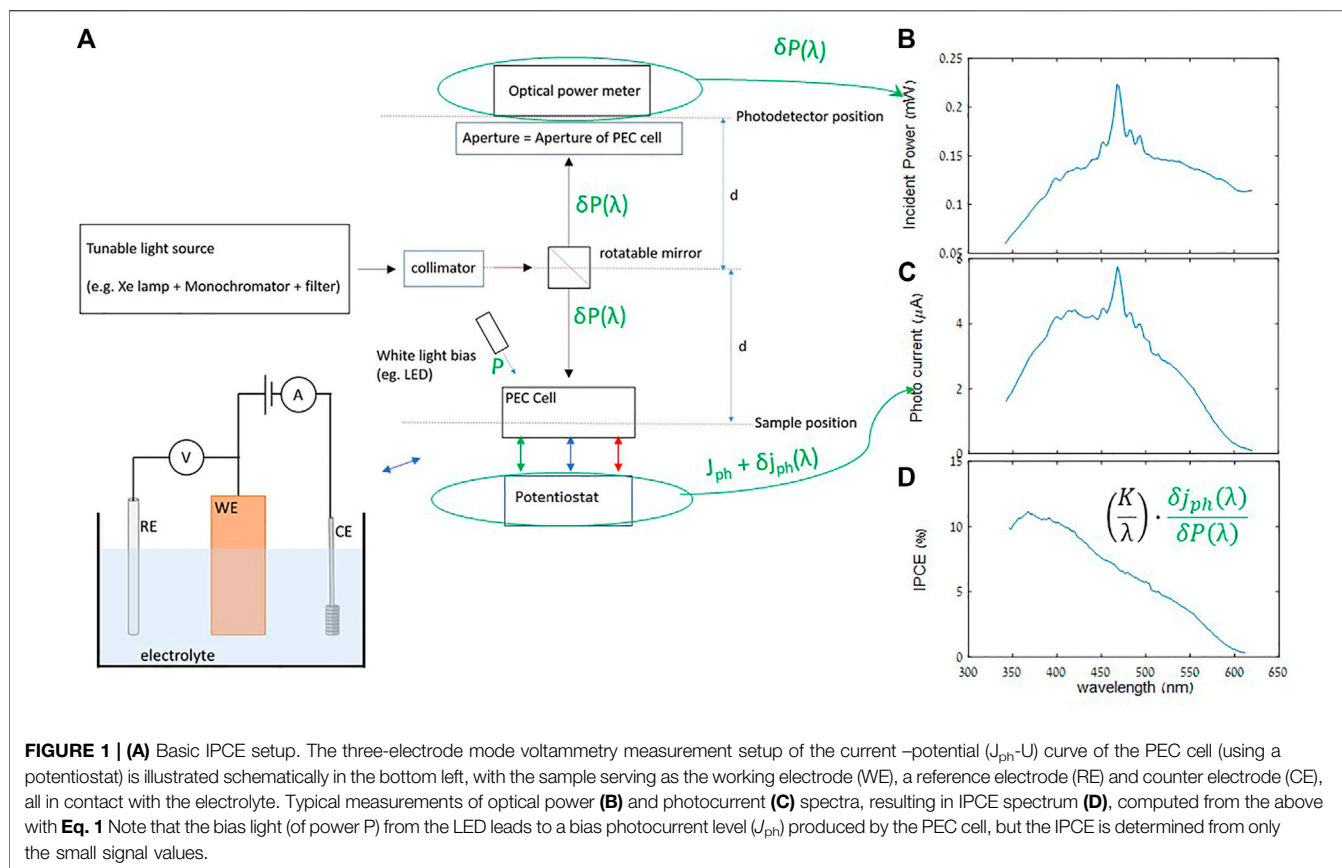 A
δP(λ)
Optical power meter
Photodetector position
Aperture = Aperture of PEC cell
δP(λ)
d
Tunable light source
(e.g. Xe lamp + Monochromator + filter)
collimator
rotatable mirror
δP(λ)
d
White light bias
(eg. LED)
P
PEC Cell
Sample position
J_ph + δj_ph(λ)
Potentiostat
A
V
RE
WE
CE
electrolyte
B
Incident Power (mW)
0.25
0.2
0.15
0.1
0.05
C
Photo current (μA)
6
4
2
0
D
IPCE (%)
15
10
5
0
(K/λ) · δj_ph(λ)/δP(λ)
300 350 400 450 500 550 600 650
wavelength (nm)
FIGURE 1 | (A) Basic IPCE setup. The three-electrode mode voltammetry measurement setup of the current –potential (J_ph-U) curve of the PEC cell (using a
potentiostat) is illustrated schematically in the bottom left, with the sample serving as the working electrode (WE), a reference electrode (RE) and counter electrode (CE),
all in contact with the electrolyte. Typical measurements of optical power (B) and photocurrent (C) spectra, resulting in IPCE spectrum (D), computed from the above
with Eq. 1 Note that the bias light (of power P) from the LED leads to a bias photocurrent level (J_ph) produced by the PEC cell, but the IPCE is determined from only
the small signal values.